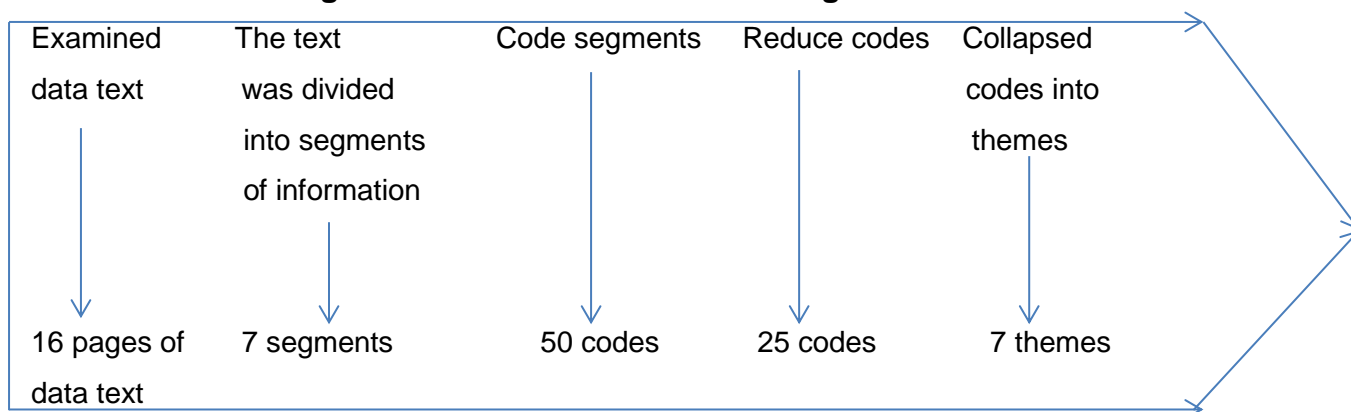 Examined The text Code segments Reduce codes Collapsed
data text was divided codes into
into segments themes
of information
16 pages of 7 segments 50 codes 25 codes 7 themes
data text